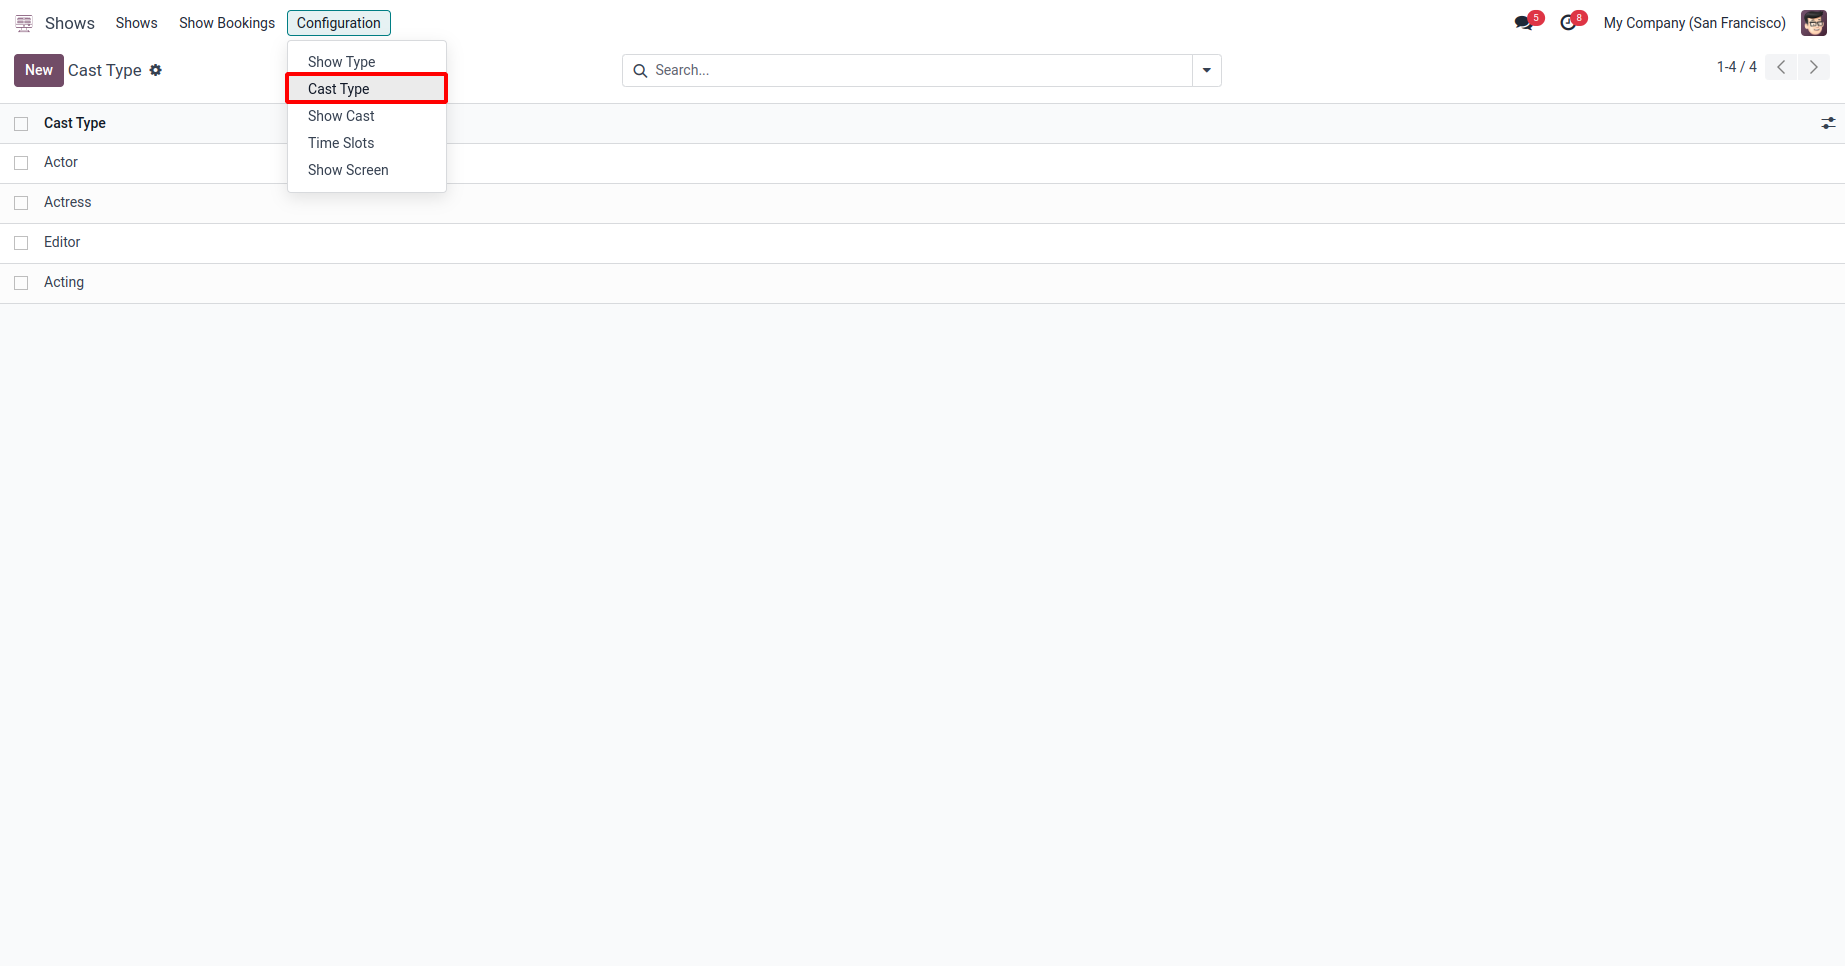 Shows Shows Show Bookings Configuration 5 8 My Company (San Francisco)
New Cast Type Search... 1-4 / 4
Show Type
Cast Type
Show Cast
Time Slots
Show Screen
Cast Type
Actor
Actress
Editor
Acting